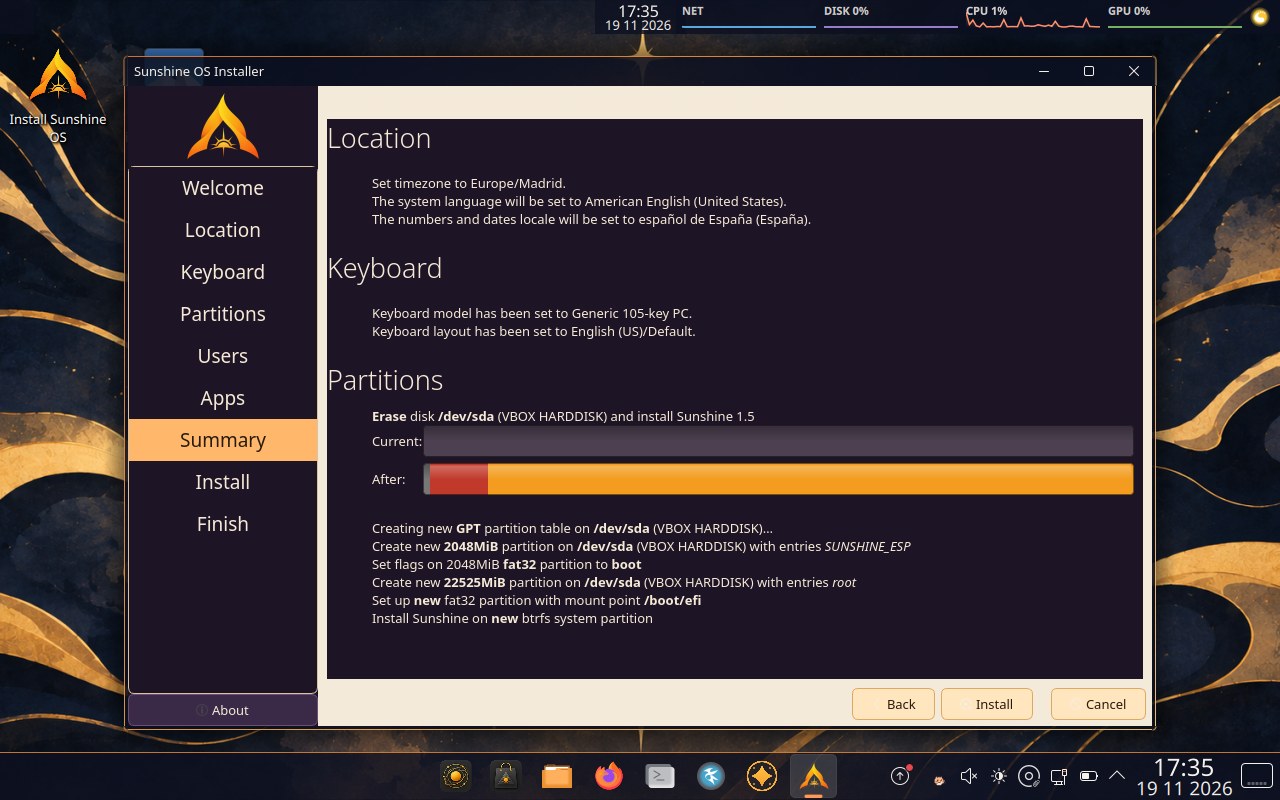 17:35
19 11 2026
NET
DISK 0%
CPU 1%
GPU 0%
Install Sunshine
OS
Sunshine OS Installer
Welcome
Location
Keyboard
Partitions
Users
Apps
Summary
Install
Finish
About
Location
Set timezone to Europe/Madrid.
The system language will be set to American English (United States).
The numbers and dates locale will be set to español de España (España).
Keyboard
Keyboard model has been set to Generic 105-key PC.
Keyboard layout has been set to English (US)/Default.
Partitions
Erase disk /dev/sda (VBOX HARDDISK) and install Sunshine 1.5
Current:
After:
Creating new GPT partition table on /dev/sda (VBOX HARDDISK)...
Create new 2048MiB partition on /dev/sda (VBOX HARDDISK) with entries SUNSHINE_ESP
Set flags on 2048MiB fat32 partition to boot
Create new 22525MiB partition on /dev/sda (VBOX HARDDISK) with entries root
Set up new fat32 partition with mount point /boot/efi
Install Sunshine on new btrfs system partition
Back
Install
Cancel
17:35
19 11 2026